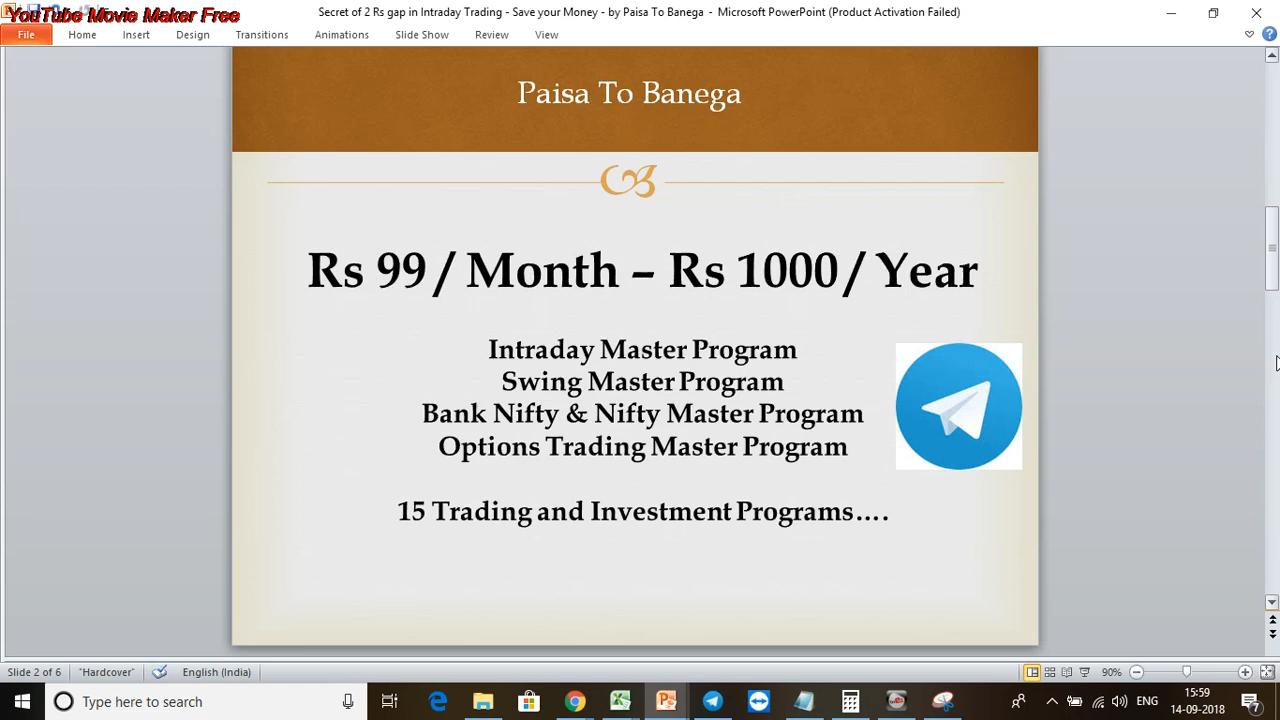 YouTube Movie Maker Free
Secret of 2 Rs gap in IntraDay Trading - Save your Money - by Paisa To Banega - Microsoft PowerPoint (Product Activation Failed)
File Home Insert Design Transitions Animations Slide Show Review View
Paisa To Banega
Rs 99 / Month – Rs 1000 / Year
Intraday Master Program
Swing Master Program
Bank Nifty & Nifty Master Program
Options Trading Master Program
15 Trading and Investment Programs….
Slide 2 of 6 "Hardcover" English (India) 90%
Type here to search
ENG
15:59
14-09-2018
7